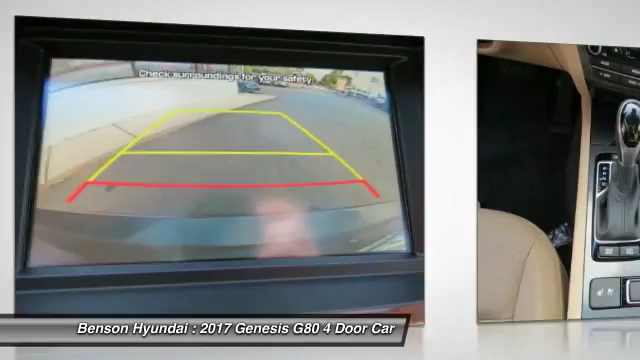 Check surroundings for your safety.
Benson Hyundai : 2017 Genesis G80 4 Door Car